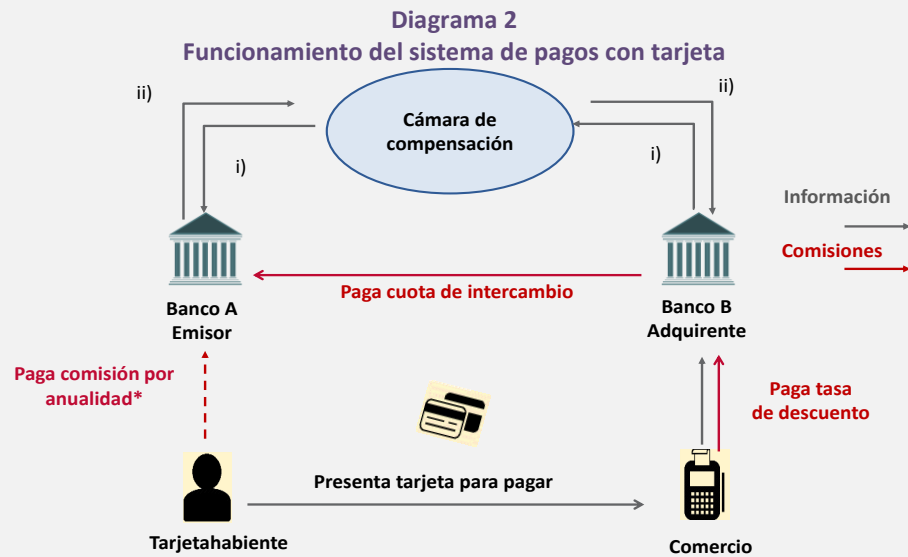 Diagrama 2
Funcionamiento del sistema de pagos con tarjeta
ii)
ii)
Cámara de
compensación
i)
i)
Información
Comisiones
Paga cuota de intercambio
Banco A
Emisor
Banco B
Adquirente
Paga comisión por
anualidad*
Paga tasa
de descuento
Presenta tarjeta para pagar
Tarjetahabiente
Comercio